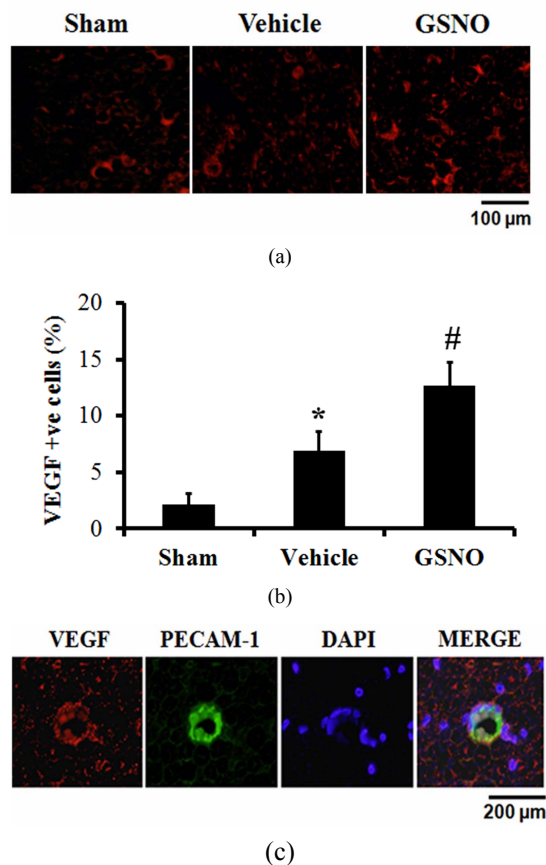 Sham Vehicle GSNO
100 µm
(a)
VEGF +ve cells (%)
20
15
10
5
0
*
#
Sham Vehicle GSNO
(b)
VEGF PECAM-1 DAPI MERGE
200 µm
(c)